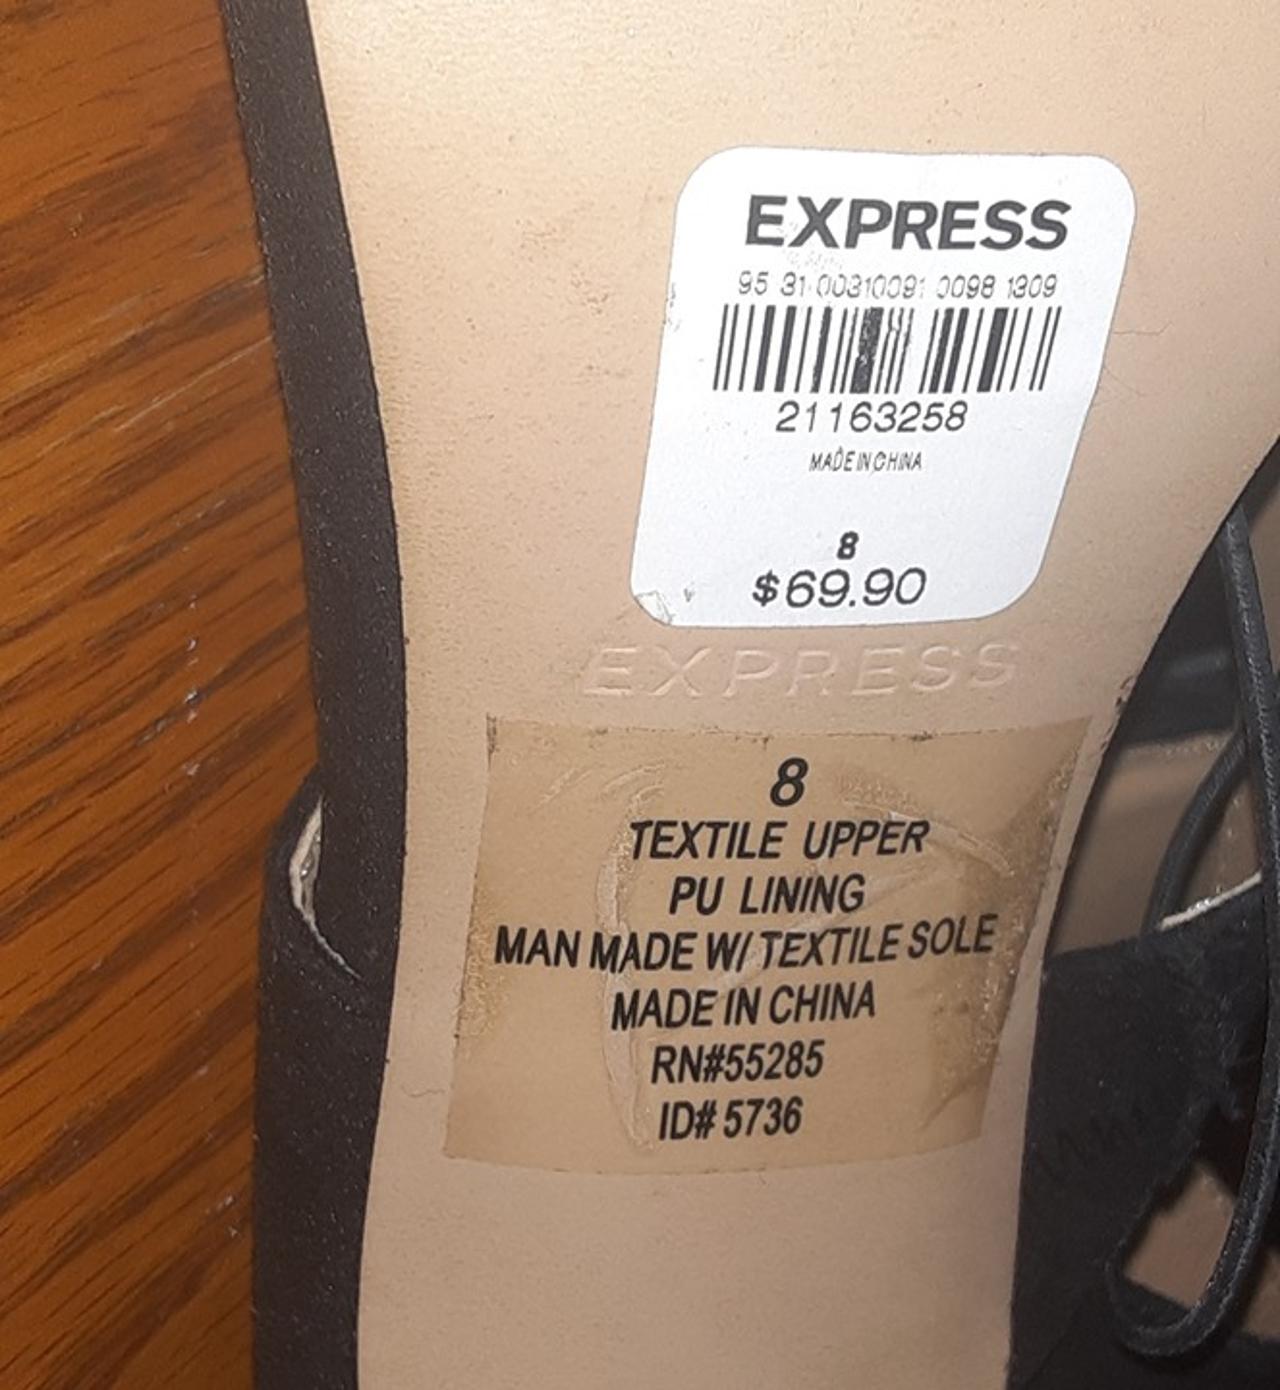 EXPRESS
95 31 00310091 0098 1309
21163258
MADE IN CHINA
8
$69.90
EXPRESS
8
TEXTILE UPPER
PU LINING
MAN MADE W/ TEXTILE SOLE
MADE IN CHINA
RN#55285
ID# 5736